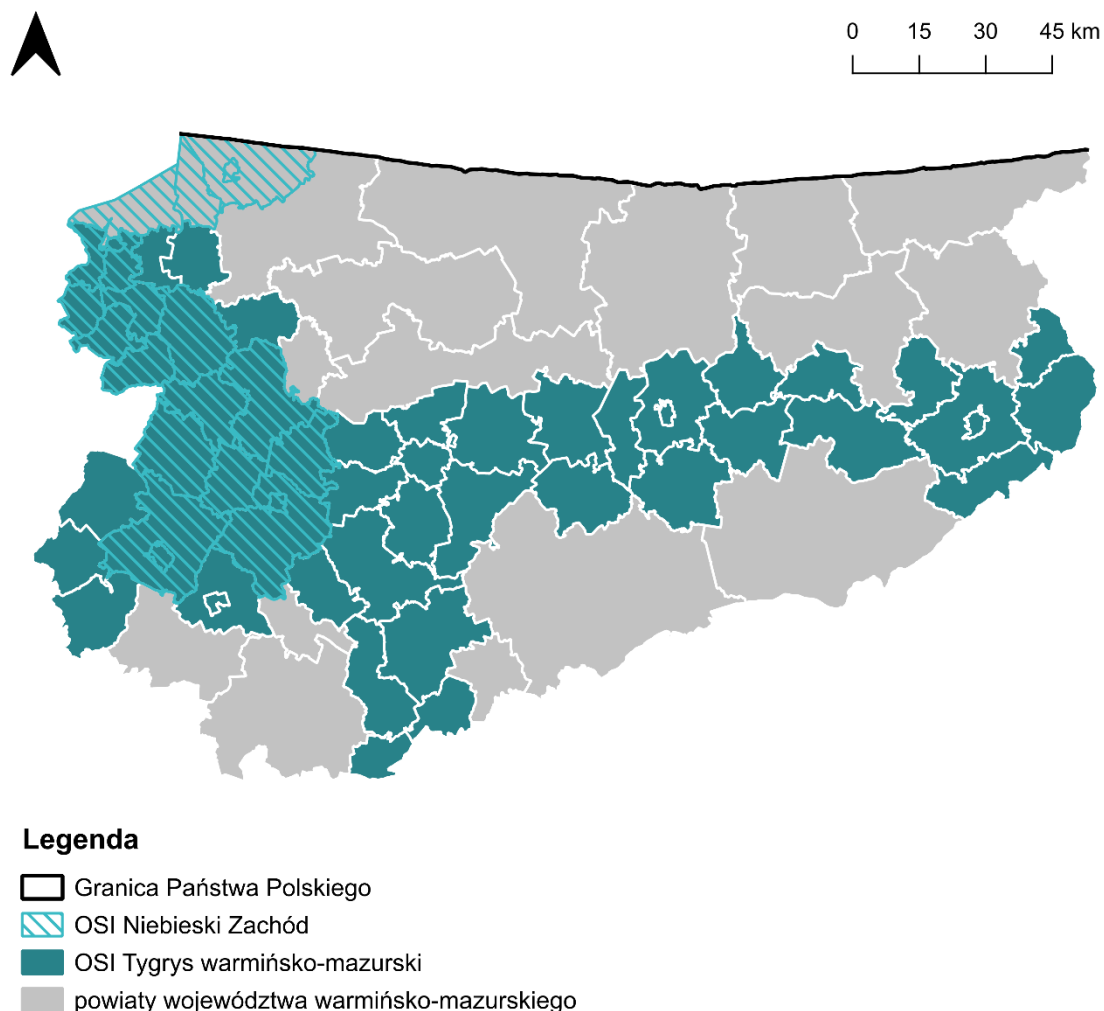 0 15 30 45 km
Legenda
Granica Państwa Polskiego
OSI Niebieski Zachód
OSI Tygrys warmińsko-mazurski
powiaty województwa warmińsko-mazurskiego